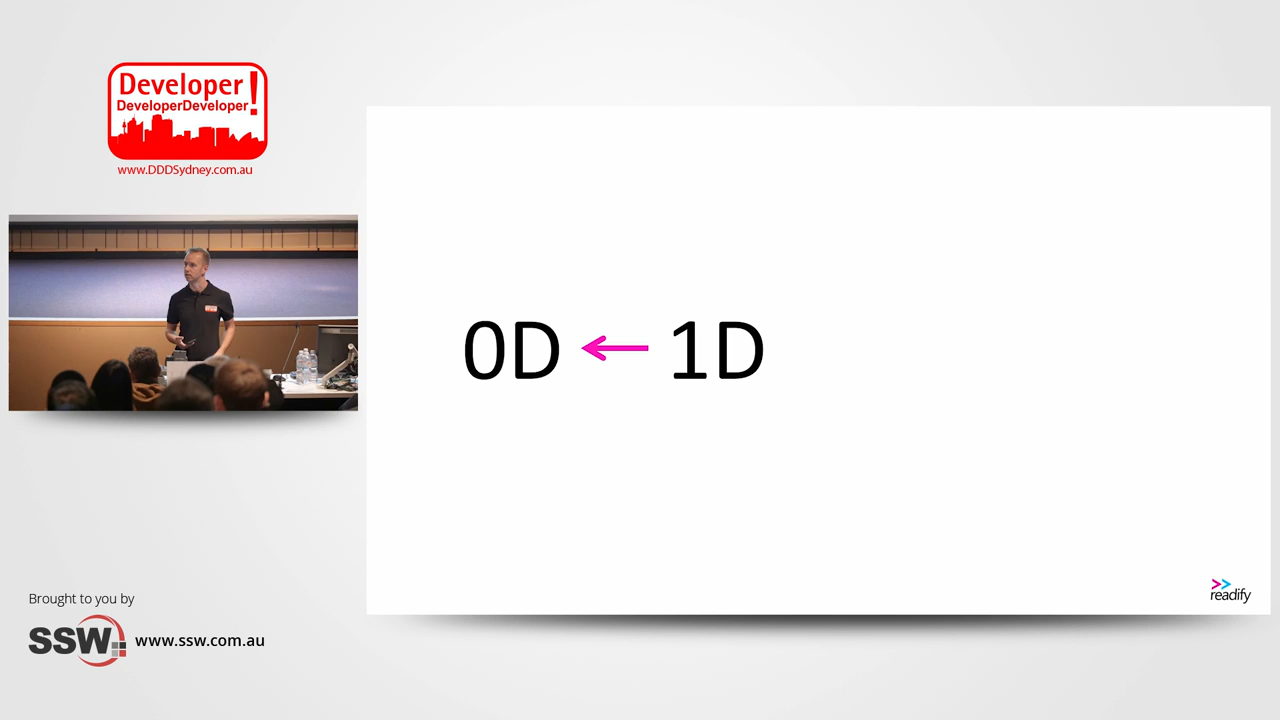 Developer!
DeveloperDeveloper
www.DDDSydney.com.au
0D ← 1D
readify
Brought to you by
SSW www.ssw.com.au